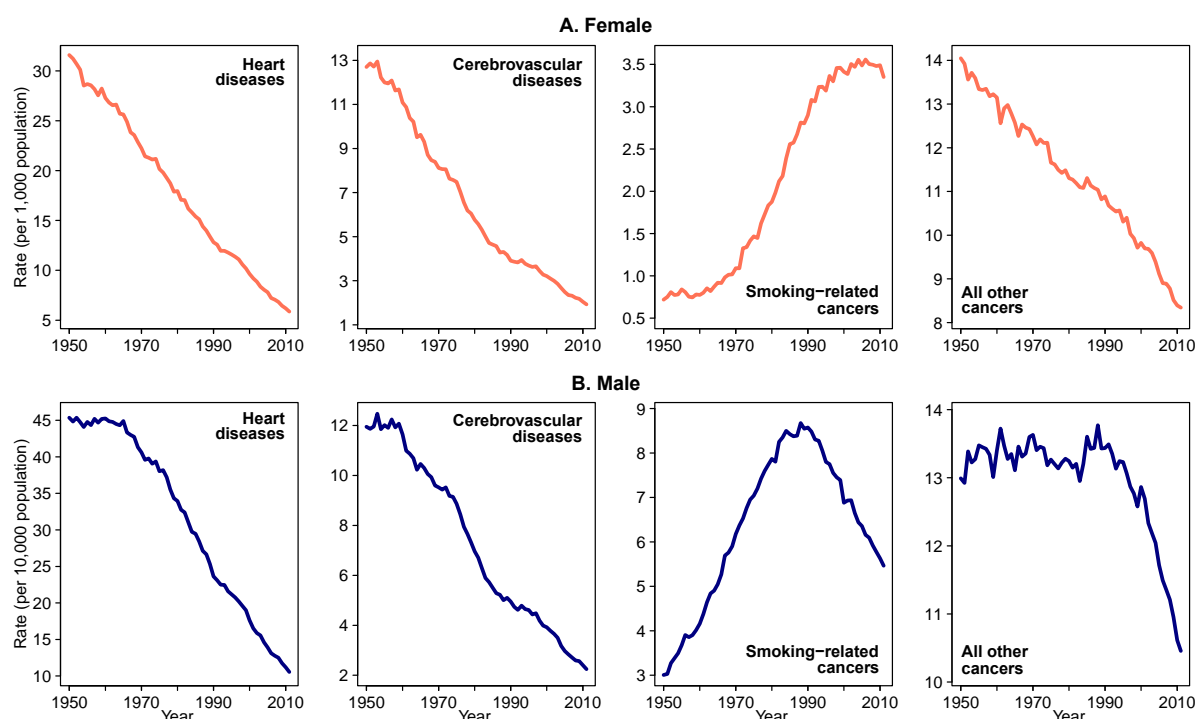 A. Female
Rate (per 1,000 population)
30
25
20
15
10
5
Heart
diseases
1950 1970 1990 2010
13
11
9
7
5
3
1
Cerebrovascular
diseases
1950 1970 1990 2010
3.5
3.0
2.5
2.0
1.5
1.0
0.5
Smoking−related
cancers
1950 1970 1990 2010
14
13
12
11
10
9
8
All other
cancers
1950 1970 1990 2010
B. Male
Rate (per 10,000 population)
45
40
35
30
25
20
15
10
Heart
diseases
1950 1970 1990 2010
Year
12
10
8
6
4
2
Cerebrovascular
diseases
1950 1970 1990 2010
Year
9
8
7
6
5
4
3
Smoking−related
cancers
1950 1970 1990 2010
Year
14
13
12
11
10
All other
cancers
1950 1970 1990 2010
Year